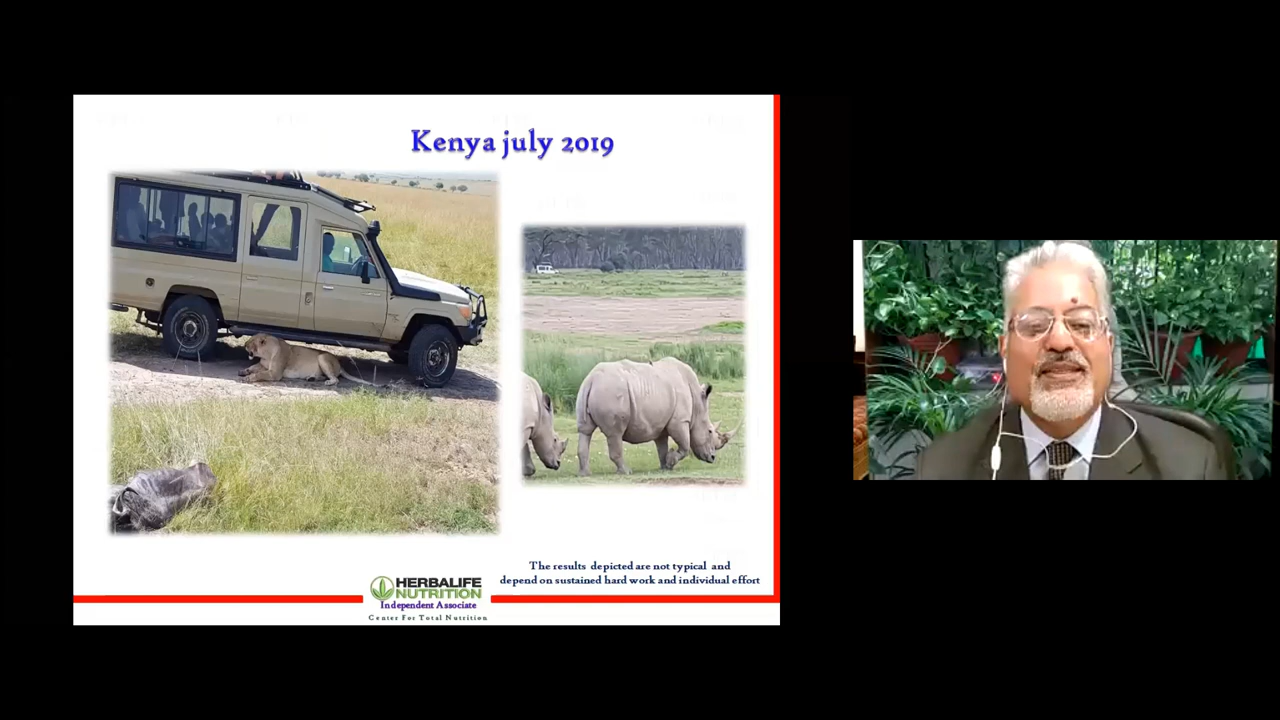 Kenya july 2019
The results depicted are not typical and
depend on sustained hard work and individual effort
HERBALIFE
NUTRITION
Independent Associate
Center For Total Nutrition